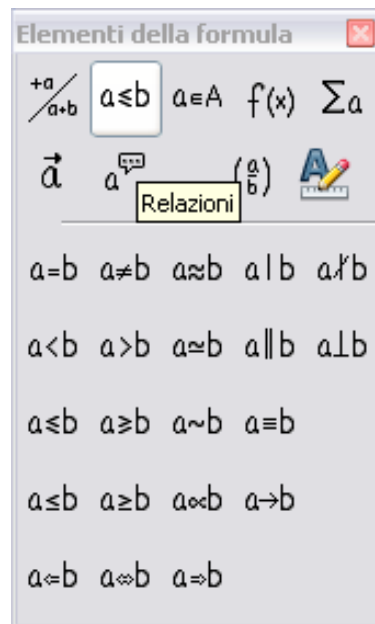 Elementi della formula
+a/a+b a⩽b a∈A f(x) Σa
a⃗ a (a/b) A
Relazioni
a=b a≠b a≈b a|b a∤b
a<b a>b a≃b a∥b a⊥b
a⩽b a⩾b a~b a≡b
a≤b a≥b a∝b a→b
a⇐b a⇔b a⇒b